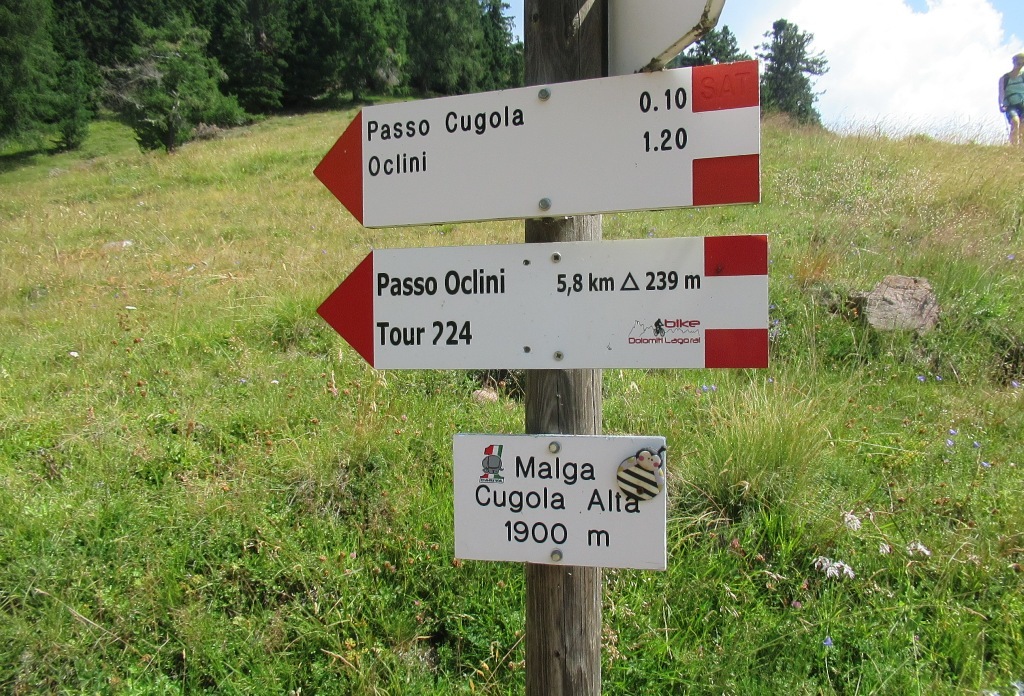 SAT
Passo Cugola 0.10
Oclini 1.20
Passo Oclini 5,8 km △ 239 m
Tour 224
bike
Dolomiti Lagorai
Malga
Cugola Alta
1900 m